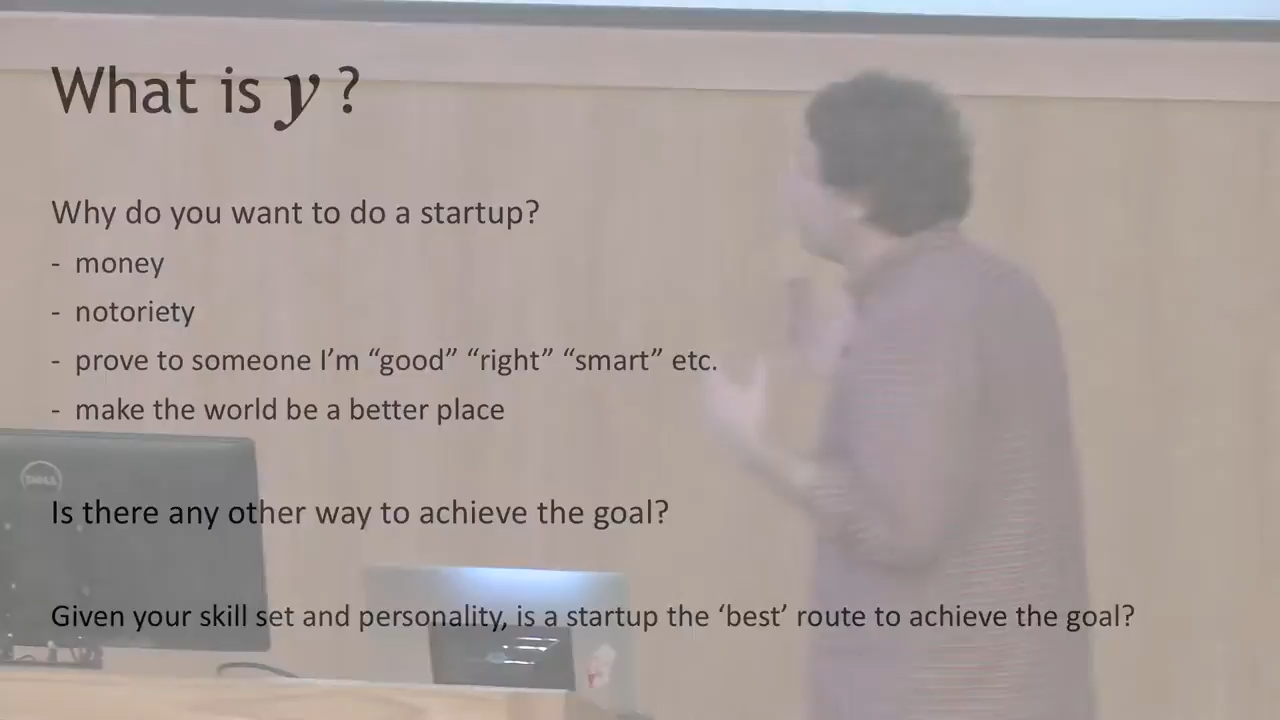 What is y ?
Why do you want to do a startup?
- money
- notoriety
- prove to someone I’m “good” “right” “smart” etc.
- make the world be a better place
DELL
Is there any other way to achieve the goal?
Given your skill set and personality, is a startup the ‘best’ route to achieve the goal?